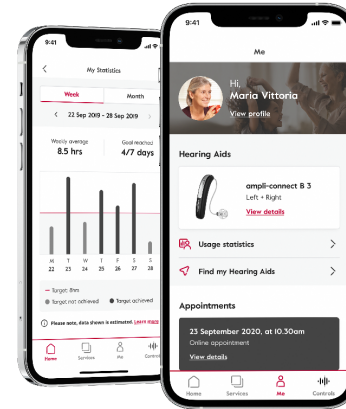 9:41
My Statistics
Week
Month
22 Sep 2019 - 28 Sep 2019
Weekly average
8.5 hrs
Goal reached
4/7 days
M T W T F S S
22 23 24 25 26 27 28
Target: 8hrs
Target not achieved
Target achieved
Please note, data shown is estimated. Learn more
Home
Services
Me
Controls
9:41
Me
Hi,
Maria Vittoria
View profile
Hearing Aids
ampli-connect B 3
Left + Right
View details
Usage statistics
Find my Hearing Aids
Appointments
23 September 2020, at 10.30am
Online appointment
View details
Home
Services
Me
Controls